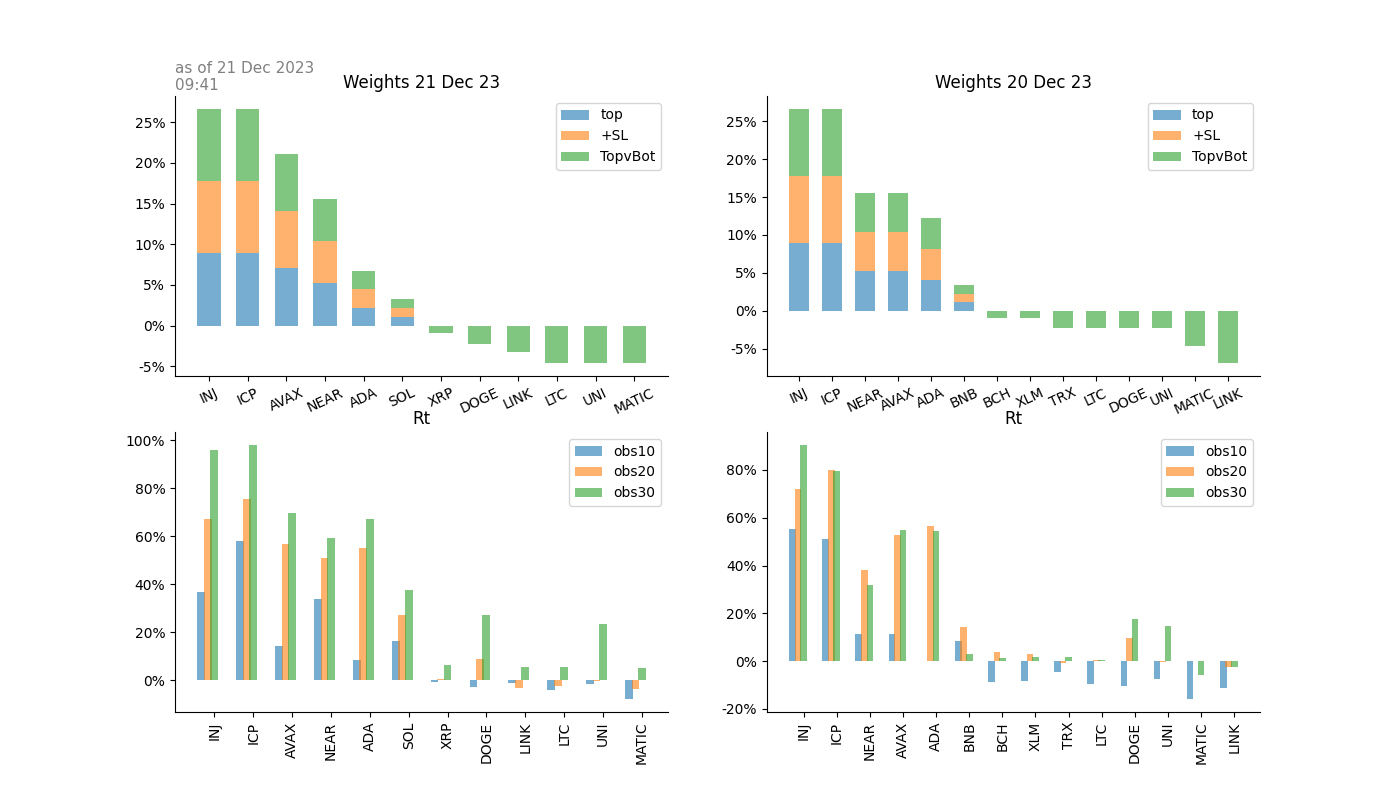 as of 21 Dec 2023
09:41
Weights 21 Dec 23
25%
20%
15%
10%
5%
0%
-5%
top
+SL
TopvBot
INJ ICP AVAX NEAR ADA SOL XRP DOGE LINK LTC UNI MATIC
Weights 20 Dec 23
25%
20%
15%
10%
5%
0%
-5%
top
+SL
TopvBot
INJ ICP NEAR AVAX ADA BNB BCH XLM TRX LTC DOGE UNI MATIC LINK
Rt
100%
80%
60%
40%
20%
0%
obs10
obs20
obs30
INJ ICP AVAX NEAR ADA SOL XRP DOGE LINK LTC UNI MATIC
Rt
80%
60%
40%
20%
0%
-20%
obs10
obs20
obs30
INJ ICP NEAR AVAX ADA BNB BCH XLM TRX LTC DOGE UNI MATIC LINK